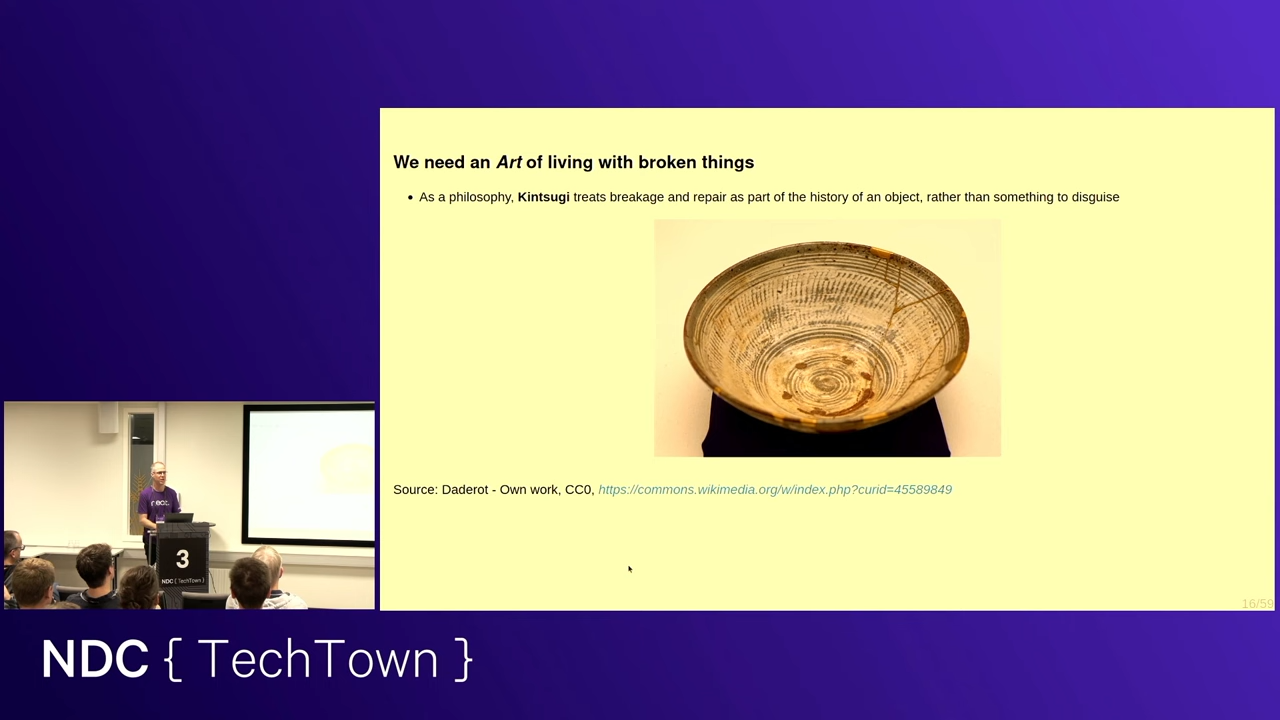 We need an Art of living with broken things
• As a philosophy, Kintsugi treats breakage and repair as part of the history of an object, rather than something to disguise
Source: Daderot - Own work, CC0, https://commons.wikimedia.org/w/index.php?curid=45589849
16/59
3
NDC { TechTown }
NDC { TechTown }